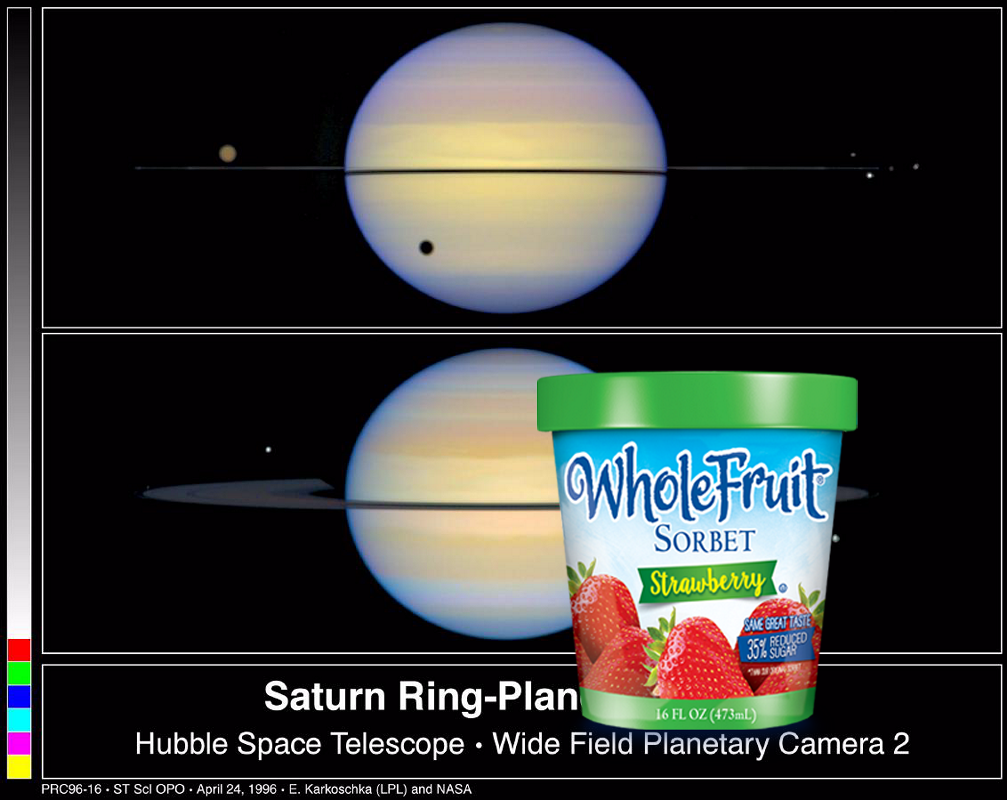 WholeFruit®
SORBET
Strawberry
SAME GREAT TASTE
35% REDUCED
SUGAR
16 FL OZ (473mL)
Saturn Ring-Plan
Hubble Space Telescope • Wide Field Planetary Camera 2
PRC96-16 • ST ScI OPO • April 24, 1996 • E. Karkoschka (LPL) and NASA